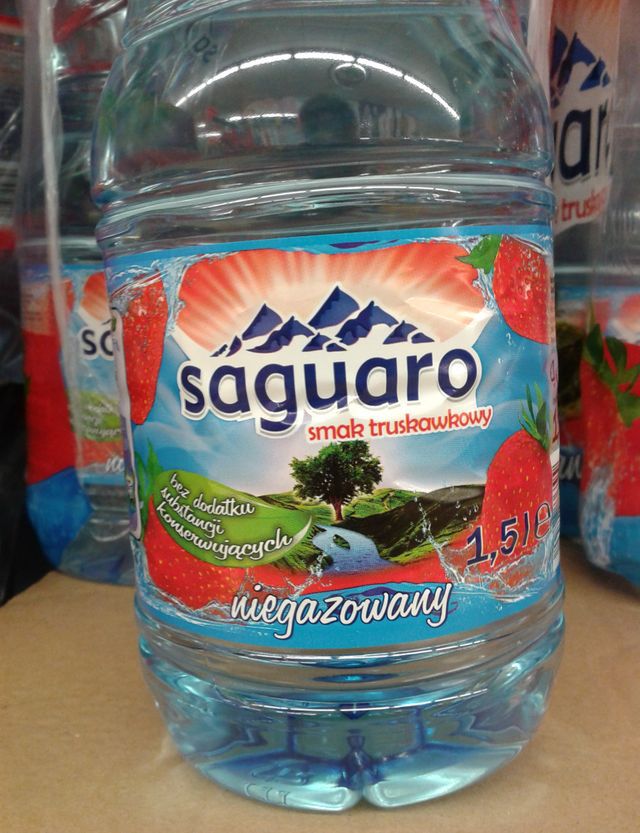 saguaro
smak truskawkowy
bez dodatku
substancji
konserwujących
1,5l e
niegazowany